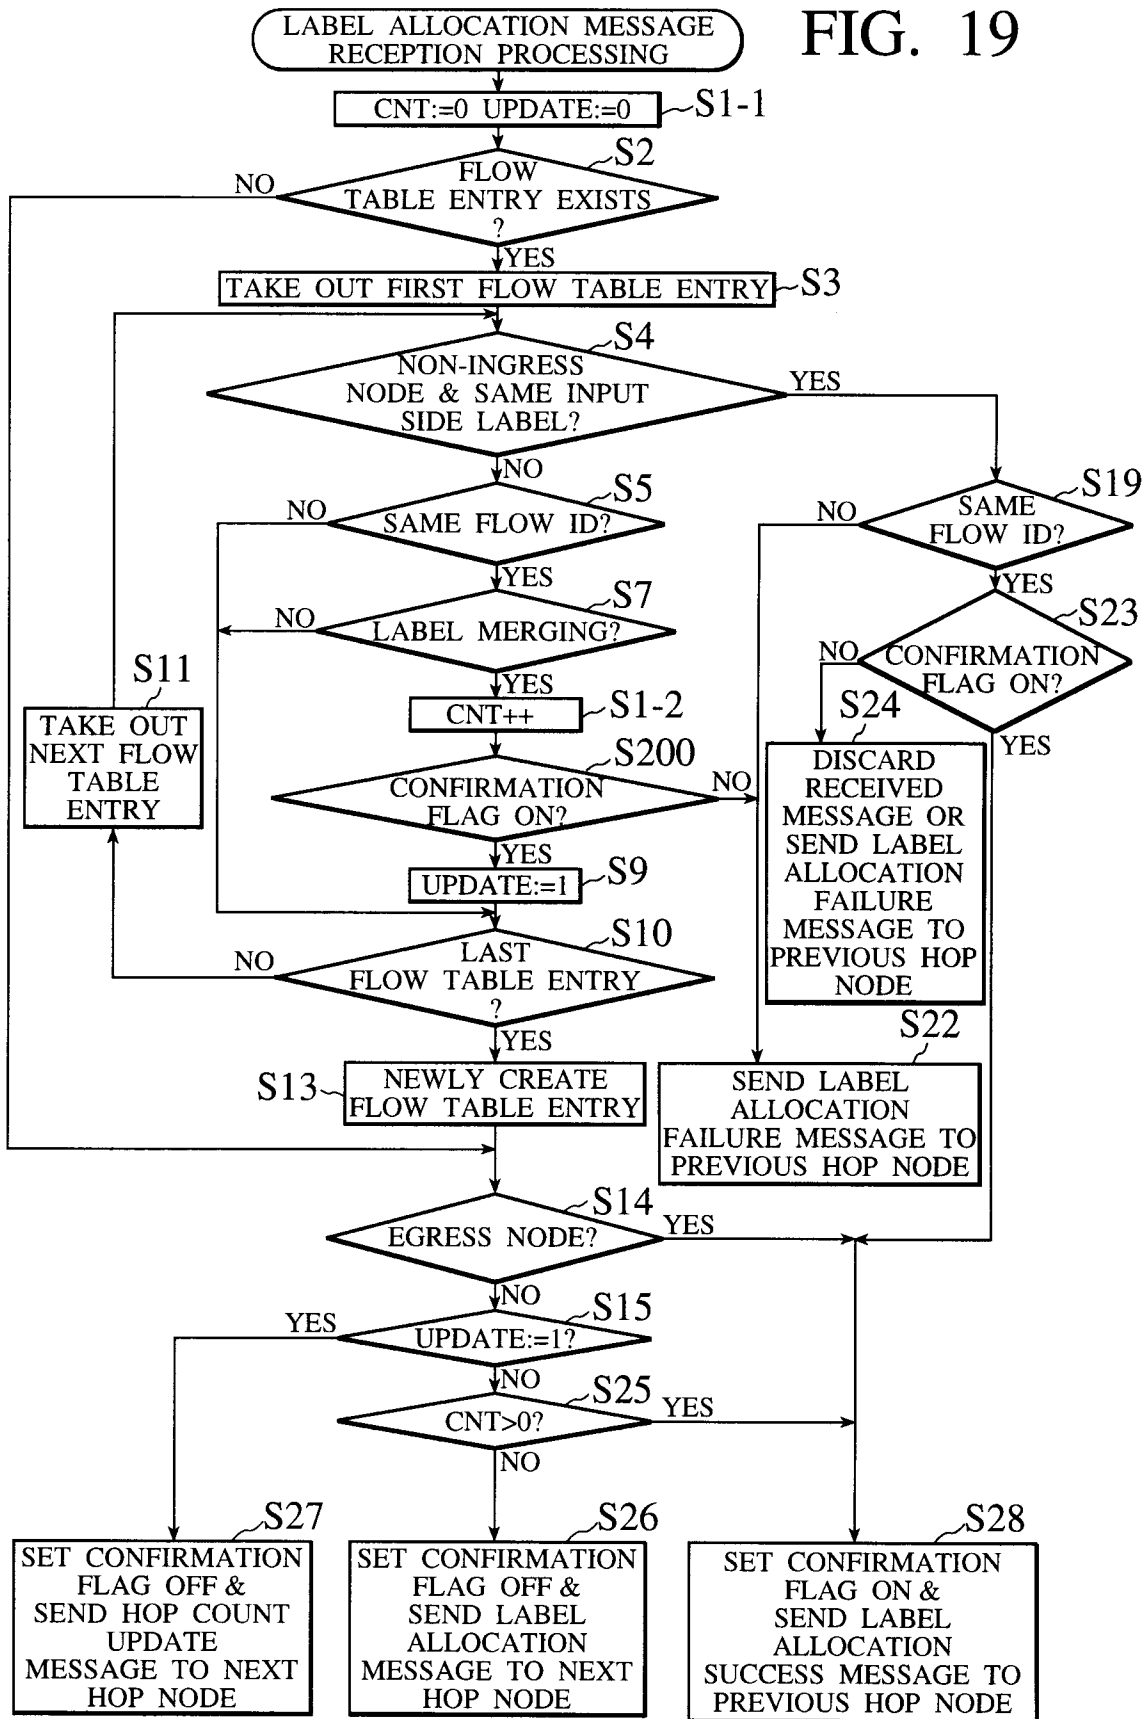 FIG. 19
LABEL ALLOCATION MESSAGE
RECEPTION PROCESSING
CNT:=0 UPDATE:=0
S1-1
S2
FLOW
TABLE ENTRY EXISTS
?
NO
YES
TAKE OUT FIRST FLOW TABLE ENTRY
S3
S4
NON-INGRESS
NODE & SAME INPUT
SIDE LABEL?
YES
NO
S5
SAME FLOW ID?
NO
YES
S19
SAME
FLOW ID?
NO
YES
S7
LABEL MERGING?
NO
YES
S23
CONFIRMATION
FLAG ON?
NO
YES
S11
TAKE OUT
NEXT FLOW
TABLE
ENTRY
CNT++
S1-2
S200
CONFIRMATION
FLAG ON?
NO
YES
S24
DISCARD
RECEIVED
MESSAGE OR
SEND LABEL
ALLOCATION
FAILURE
MESSAGE TO
PREVIOUS HOP
NODE
UPDATE:=1
S9
S10
LAST
FLOW TABLE ENTRY
?
NO
YES
S22
SEND LABEL
ALLOCATION
FAILURE MESSAGE TO
PREVIOUS HOP NODE
S13
NEWLY CREATE
FLOW TABLE ENTRY
S14
EGRESS NODE?
YES
NO
S15
UPDATE:=1?
YES
NO
S25
CNT>0?
YES
NO
S27
SET CONFIRMATION
FLAG OFF &
SEND HOP COUNT
UPDATE
MESSAGE TO NEXT
HOP NODE
S26
SET CONFIRMATION
FLAG OFF &
SEND LABEL
ALLOCATION
MESSAGE TO NEXT
HOP NODE
S28
SET CONFIRMATION
FLAG ON &
SEND LABEL
ALLOCATION
SUCCESS MESSAGE TO
PREVIOUS HOP NODE